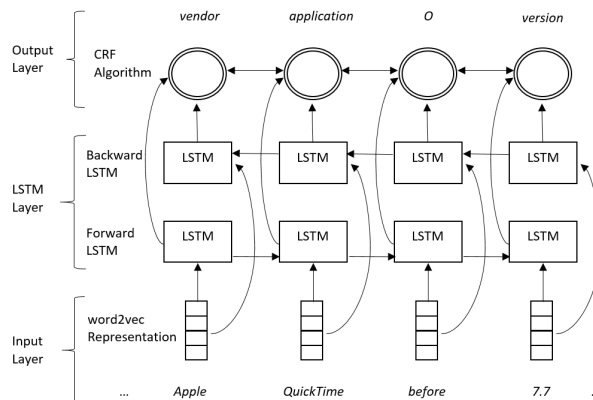 vendor application O version
Output
Layer
CRF
Algorithm
Backward
LSTM
LSTM LSTM LSTM LSTM
LSTM
Layer
Forward
LSTM
LSTM LSTM LSTM LSTM
word2vec
Representation
Input
Layer
... Apple QuickTime before 7.7 .